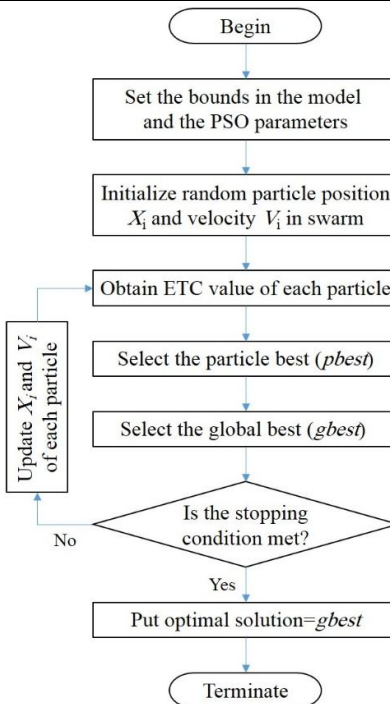 Begin
Set the bounds in the model
and the PSO parameters
Initialize random particle position
Xi and velocity Vi in swarm
Obtain ETC value of each particle
Select the particle best (pbest)
Select the global best (gbest)
Update Xi and Vi
of each particle
Is the stopping
condition met?
No
Yes
Put optimal solution=gbest
Terminate